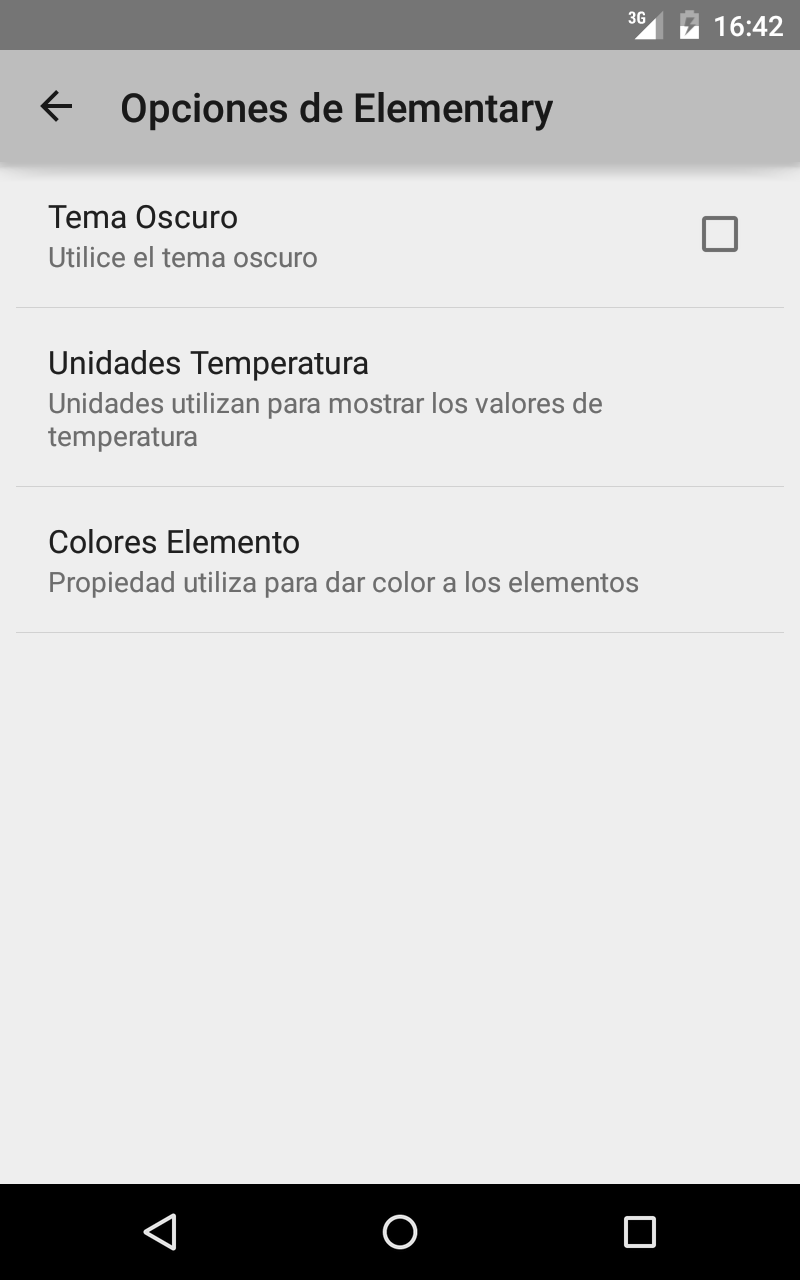 3G 16:42
Opciones de Elementary
Tema Oscuro
Utilice el tema oscuro
Unidades Temperatura
Unidades utilizan para mostrar los valores de
temperatura
Colores Elemento
Propiedad utiliza para dar color a los elementos